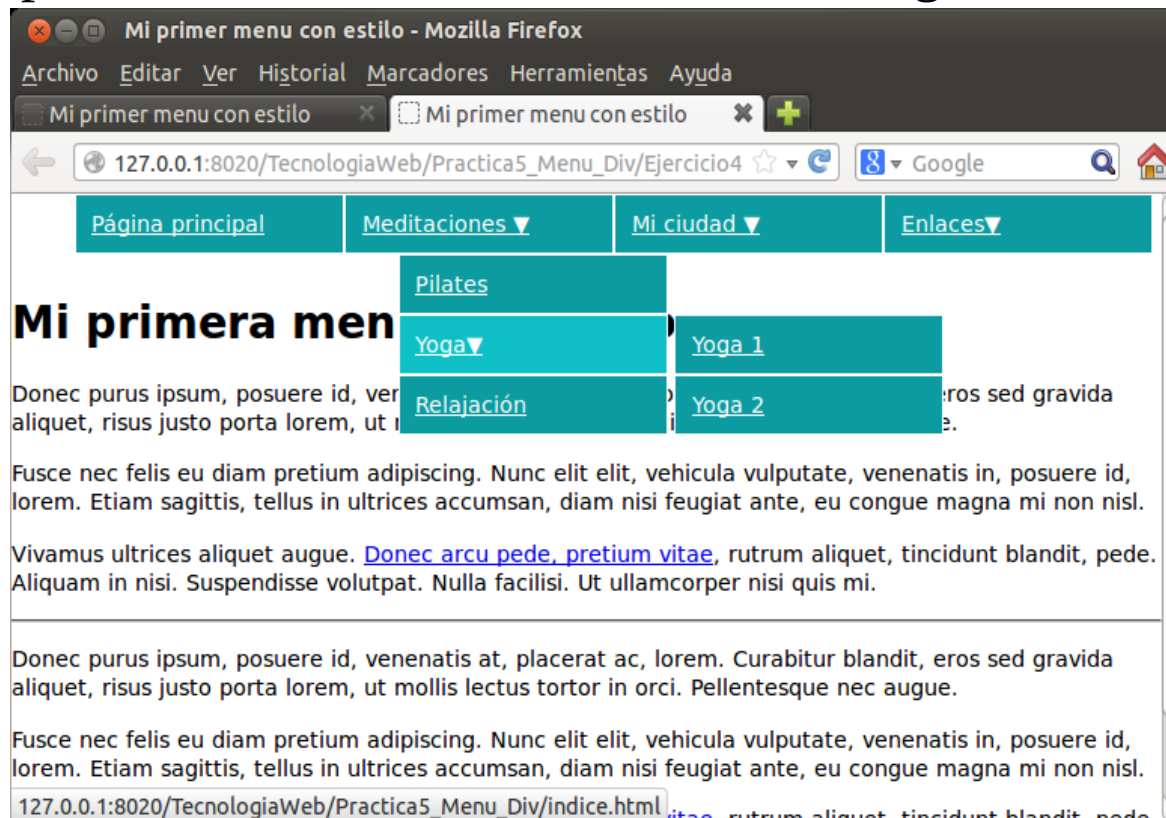 Mi primer menu con estilo - Mozilla Firefox
Archivo Editar Ver Historial Marcadores Herramientas Ayuda
Mi primer menu con estilo Mi primer menu con estilo
127.0.0.1:8020/TecnologiaWeb/Practica5_Menu_Div/Ejercicio4 Google
Página principal Meditaciones ▼ Mi ciudad ▼ Enlaces▼
Pilates
Mi primera men
Yoga▼ Yoga 1
Donec purus ipsum, posuere id, ver eros sed gravida
Relajación Yoga 2
aliquet, risus justo porta lorem, ut e.
Fusce nec felis eu diam pretium adipiscing. Nunc elit elit, vehicula vulputate, venenatis in, posuere id,
lorem. Etiam sagittis, tellus in ultrices accumsan, diam nisi feugiat ante, eu congue magna mi non nisl.
Vivamus ultrices aliquet augue. Donec arcu pede, pretium vitae, rutrum aliquet, tincidunt blandit, pede.
Aliquam in nisi. Suspendisse volutpat. Nulla facilisi. Ut ullamcorper nisi quis mi.
Donec purus ipsum, posuere id, venenatis at, placerat ac, lorem. Curabitur blandit, eros sed gravida
aliquet, risus justo porta lorem, ut mollis lectus tortor in orci. Pellentesque nec augue.
Fusce nec felis eu diam pretium adipiscing. Nunc elit elit, vehicula vulputate, venenatis in, posuere id,
lorem. Etiam sagittis, tellus in ultrices accumsan, diam nisi feugiat ante, eu congue magna mi non nisl.
127.0.0.1:8020/TecnologiaWeb/Practica5_Menu_Div/indice.html vitae, rutrum aliquet, tincidunt blandit, pede.